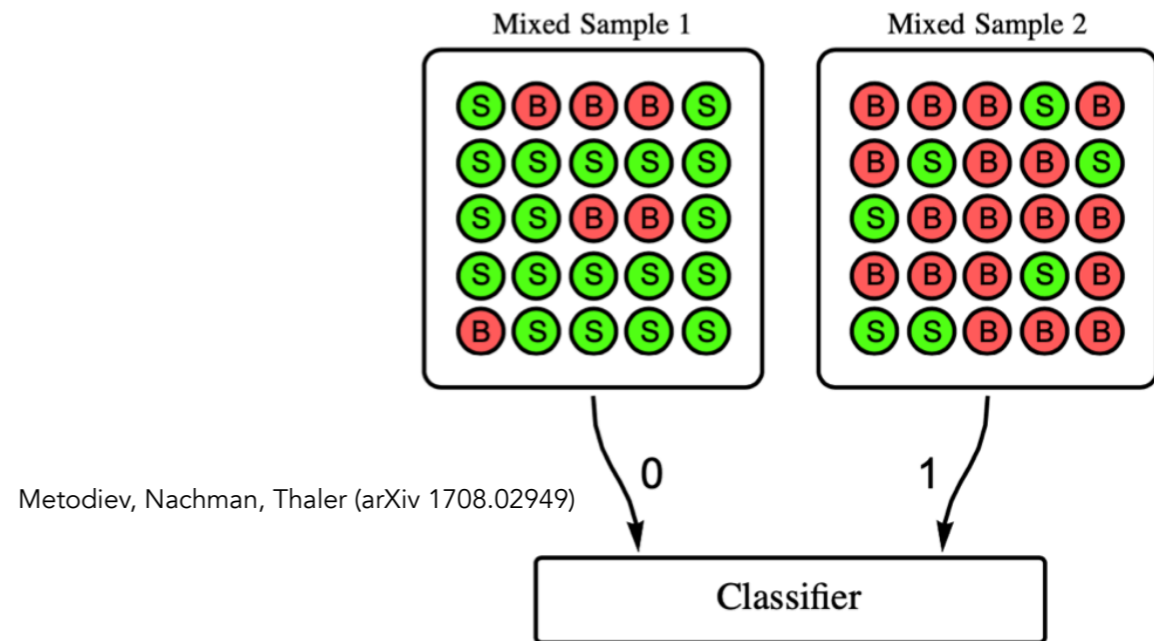 Mixed Sample 1
Mixed Sample 2
S B B B S
B B B S B
S S S S S
B S B B S
S S B B S
S B B B B
S S S S S
B B B S B
B S S S S
S S B B B
0
1
Metodiev, Nachman, Thaler (arXiv 1708.02949)
Classifier